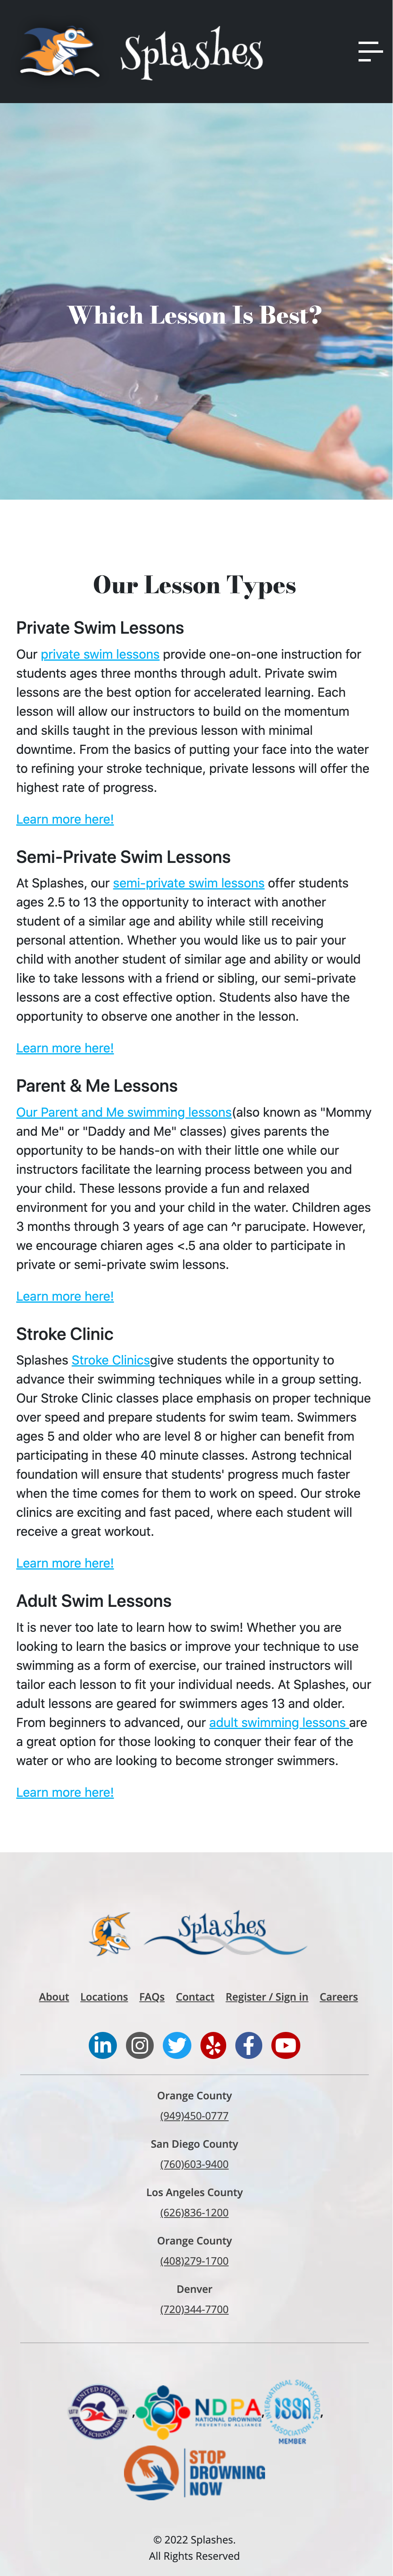 Splashes
Which Lesson Is Best?
Our Lesson Types
Private Swim Lessons
Our private swim lessons provide one-on-one instruction for
students ages three months through adult. Private swim
lessons are the best option for accelerated learning. Each
lesson will allow our instructors to build on the momentum
and skills taught in the previous lesson with minimal
downtime. From the basics of putting your face into the water
to refining your stroke technique, private lessons will offer the
highest rate of progress.
Learn more here!
Semi-Private Swim Lessons
At Splashes, our semi-private swim lessons offer students
ages 2.5 to 13 the opportunity to interact with another
student of a similar age and ability while still receiving
personal attention. Whether you would like us to pair your
child with another student of similar age and ability or would
like to take lessons with a friend or sibling, our semi-private
lessons are a cost effective option. Students also have the
opportunity to observe one another in the lesson.
Learn more here!
Parent & Me Lessons
Our Parent and Me swimming lessons(also known as "Mommy
and Me" or "Daddy and Me" classes) gives parents the
opportunity to be hands-on with their little one while our
instructors facilitate the learning process between you and
your child. These lessons provide a fun and relaxed
environment for you and your child in the water. Children ages
3 months through 3 years of age can ^r parucipate. However,
we encourage chiaren ages <.5 ana older to participate in
private or semi-private swim lessons.
Learn more here!
Stroke Clinic
Splashes Stroke Clinicsgive students the opportunity to
advance their swimming techniques while in a group setting.
Our Stroke Clinic classes place emphasis on proper technique
over speed and prepare students for swim team. Swimmers
ages 5 and older who are level 8 or higher can benefit from
participating in these 40 minute classes. Astrong technical
foundation will ensure that students' progress much faster
when the time comes for them to work on speed. Our stroke
clinics are exciting and fast paced, where each student will
receive a great workout.
Learn more here!
Adult Swim Lessons
It is never too late to learn how to swim! Whether you are
looking to learn the basics or improve your technique to use
swimming as a form of exercise, our trained instructors will
tailor each lesson to fit your individual needs. At Splashes, our
adult lessons are geared for swimmers ages 13 and older.
From beginners to advanced, our adult swimming lessons are
a great option for those looking to conquer their fear of the
water or who are looking to become stronger swimmers.
Learn more here!
Splashes
About Locations FAQs Contact Register / Sign in Careers
Orange County
(949)450-0777
San Diego County
(760)603-9400
Los Angeles County
(626)836-1200
Orange County
(408)279-1700
Denver
(720)344-7700
UNITED STATES
SWIM SCHOOL ASSN
,
NDPA
NATIONAL DROWNING
PREVENTION ALLIANCE
,
INTERNATIONAL SWIM SCHOOLS
ISSA
ASSOCIATION
MEMBER
,
STOP
DROWNING
NOW
© 2022 Splashes.
All Rights Reserved